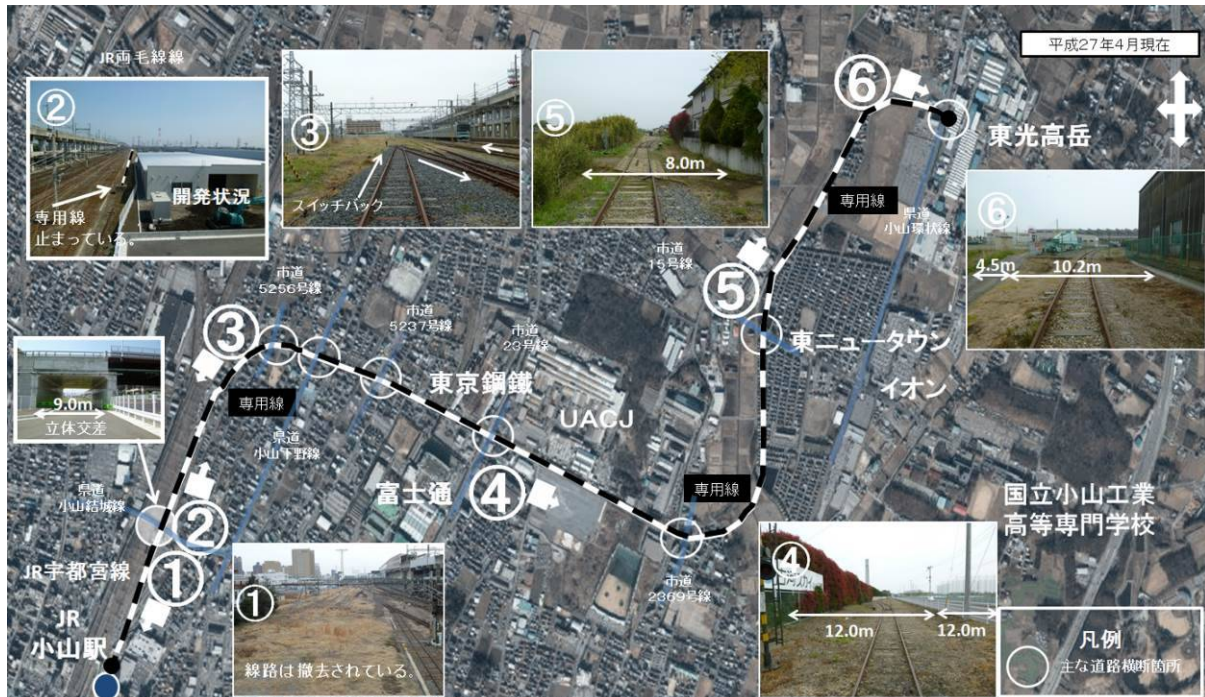 JR両毛線線
平成27年4月現在
②
専用線
止まっている。
開発状況
③
スイッチバック
⑤
8.0m
⑥
東光高岳
専用線
県道
小山環状線
⑥
4.5m
10.2m
市道
15号線
市道
5256号線
市道
5237号線
市道
23号線
③
⑤
東ニュータウン
イオン
9.0m
立体交差
専用線
東京鋼鐵
UACJ
県道
小山下野線
県道
小山結城線
富士通
④
専用線
国立小山工業
高等専門学校
②
①
JR宇都宮線
JR
小山駅
①
線路は撤去されている。
市道
2369号線
④
12.0m
12.0m
凡例
主な道路横断箇所